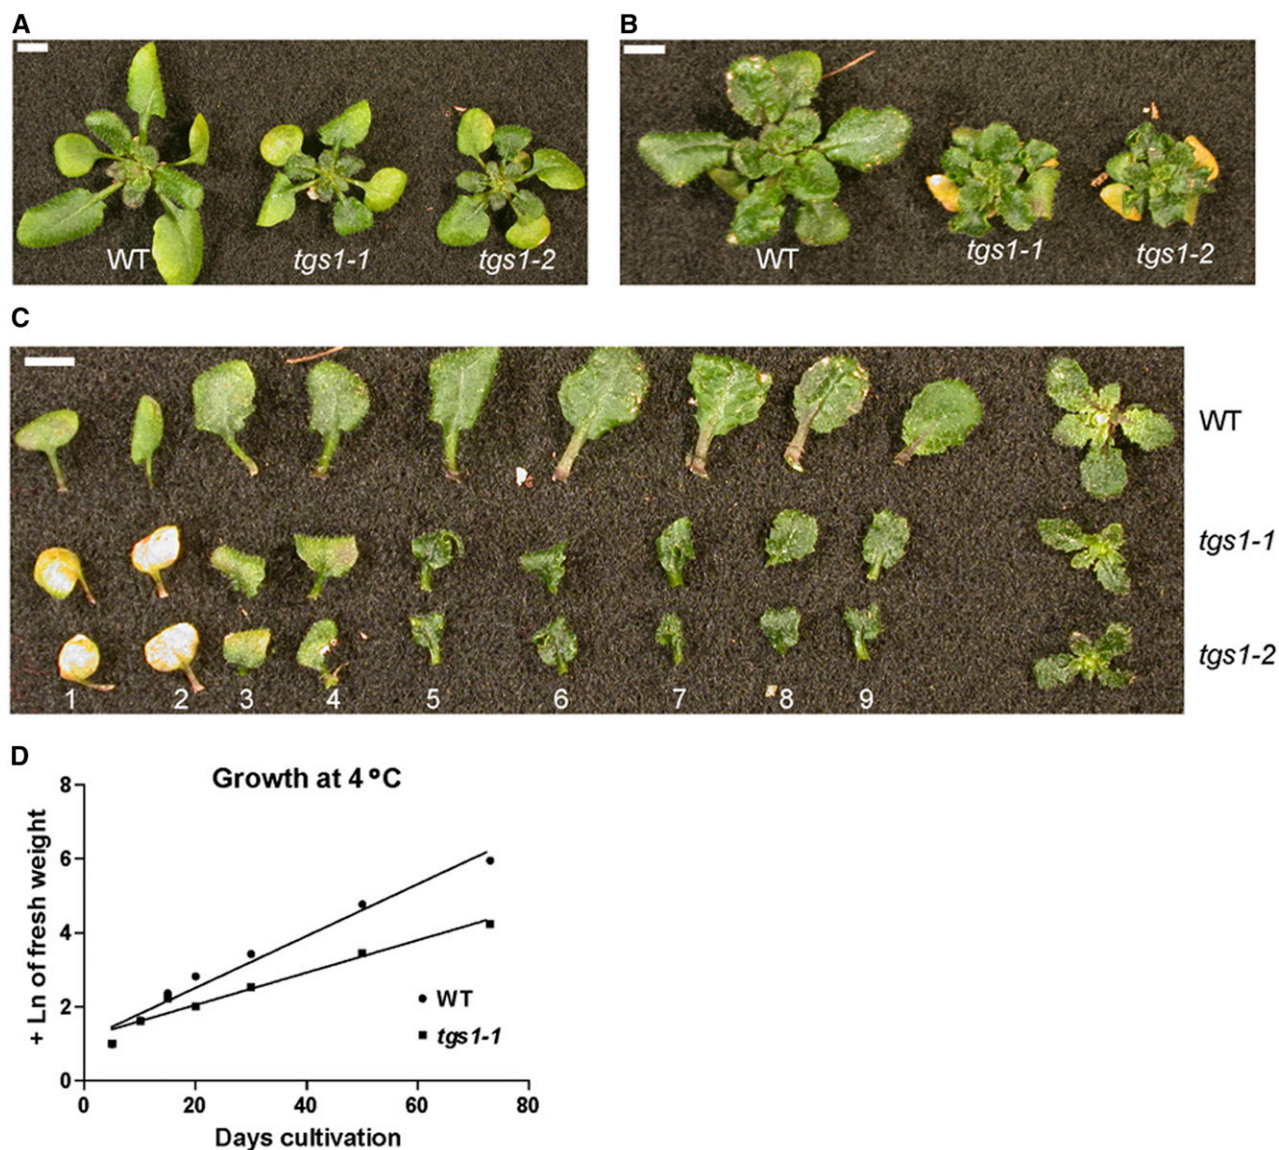 A
B
WT
tgs1-1
tgs1-2
WT
tgs1-1
tgs1-2
C
WT
tgs1-1
tgs1-2
1 2 3 4 5 6 7 8 9
D
Growth at 4 °C
+ Ln of fresh weight
8
6
4
2
0
WT
tgs1-1
0 20 40 60 80
Days cultivation